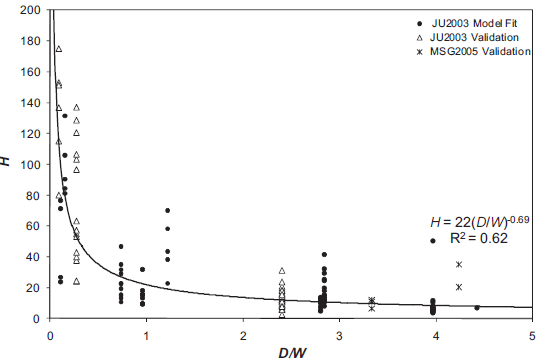 200
180
160
140
120
100
80
60
40
20
0
H
JU2003 Model Fit
JU2003 Validation
MSG2005 Validation
H = 22(D/W)-0.69
R2 = 0.62
0
1
2
3
4
5
D/W